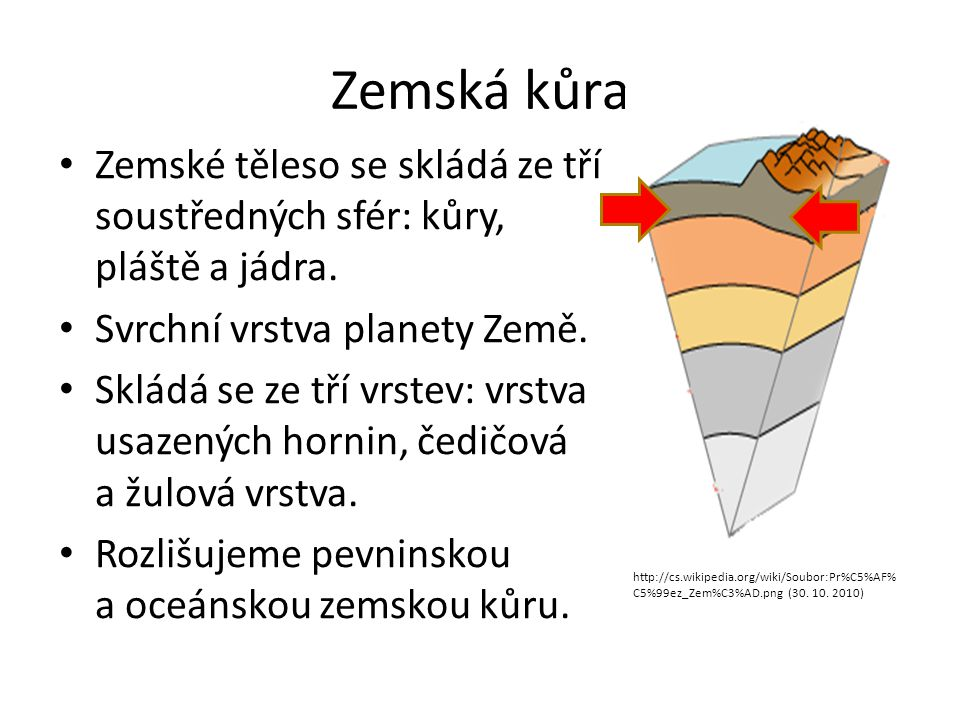 Zemská kůra
• Zemské těleso se skládá ze tří
soustředných sfér: kůry,
pláště a jádra.
• Svrchní vrstva planety Země.
• Skládá se ze tří vrstev: vrstva
usazených hornin, čedičová
a žulová vrstva.
• Rozlišujeme pevninskou
a oceánskou zemskou kůru.
http://cs.wikipedia.org/wiki/Soubor:Pr%C5%AF%
C5%99ez_Zem%C3%AD.png (30. 10. 2010)